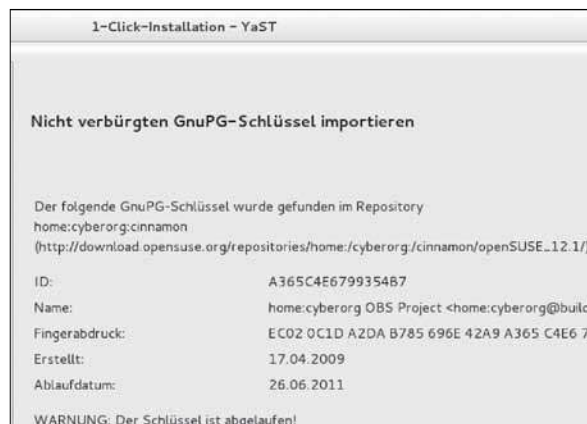 1-Click-Installation - YaST
Nicht verbürgten GnuPG-Schlüssel importieren
Der folgende GnuPG-Schlüssel wurde gefunden im Repository
home:cyberorg:cinnamon
(http://download.opensuse.org/repositories/home:/cyberorg:/cinnamon/openSUSE_12.1/)
ID: A365C4E6799354B7
Name: home:cyberorg OBS Project <home:cyberorg@build
Fingerabdruck: EC02 0C1D A2DA B785 696E 42A9 A365 C4E6 7
Erstellt: 17.04.2009
Ablaufdatum: 26.06.2011
WARNUNG: Der Schlüssel ist abgelaufen!